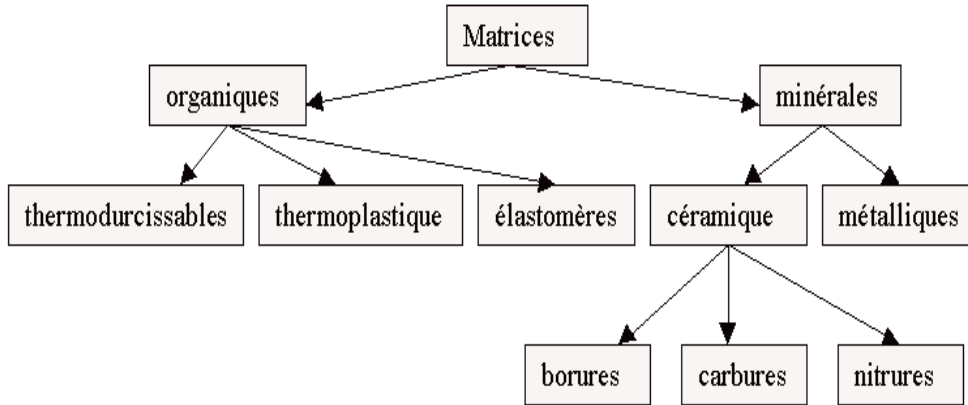 Matrices
organiques
minérales
thermodurcissables
thermoplastique
élastomères
céramique
métalliques
borures
carbures
nitrures